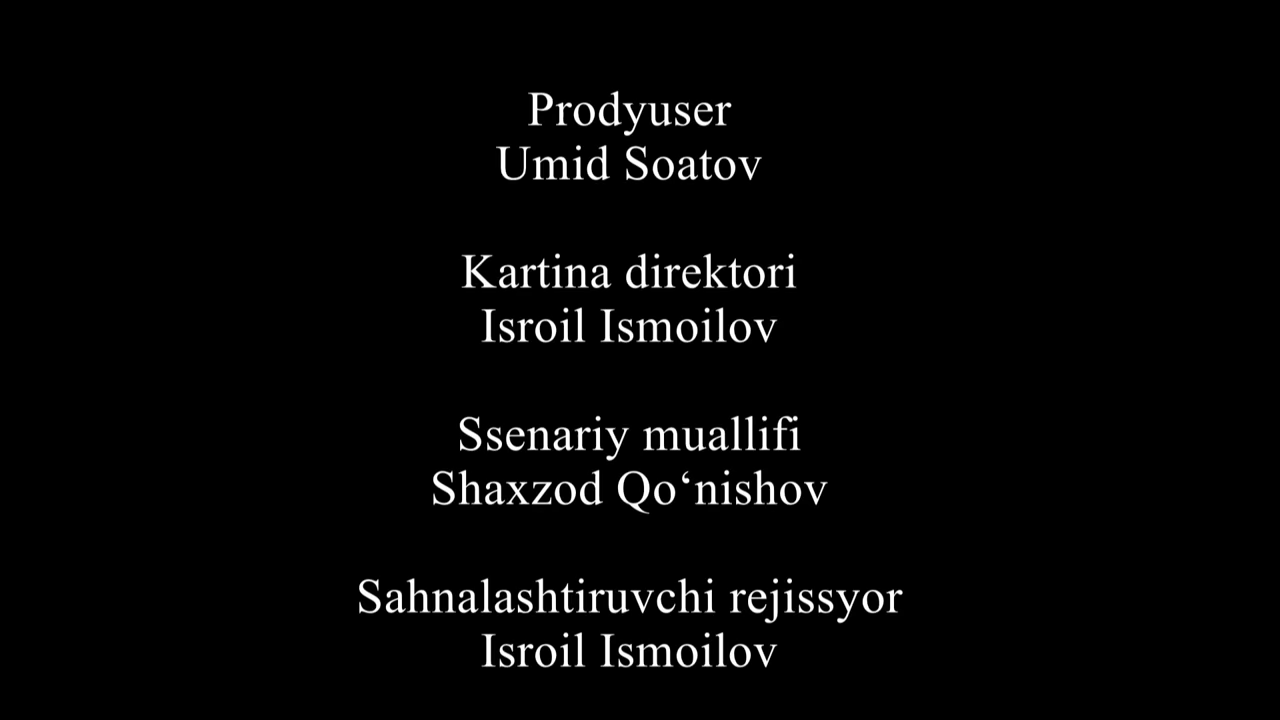 Prodyuser
Umid Soatov
Kartina direktori
Isroil Ismoilov
Ssenariy muallifi
Shaxzod Qo‘nishov
Sahnalashtiruvchi rejissyor
Isroil Ismoilov